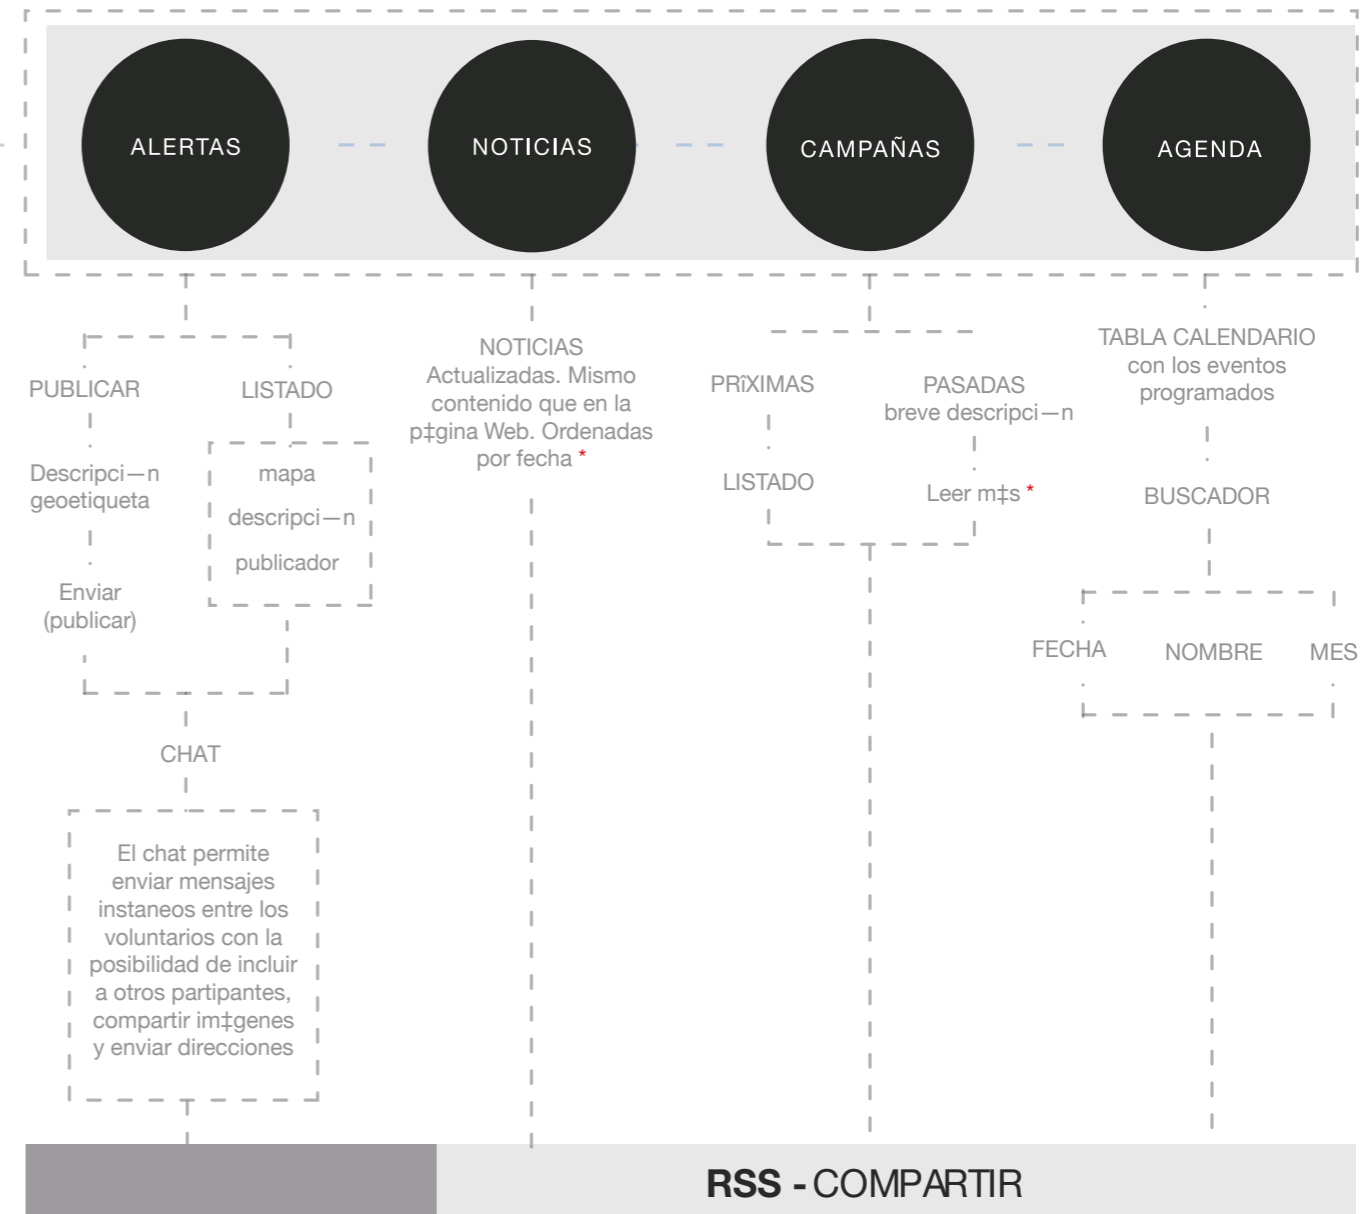 ALERTAS
NOTICIAS
CAMPAÑAS
AGENDA
PUBLICAR
Descripci—n
geoetiqueta
Enviar
(publicar)
LISTADO
mapa
descripci—n
publicador
CHAT
El chat permite
enviar mensajes
instaneos entre los
voluntarios con la
posibilidad de incluir
a otros partipantes,
compartir im‡genes
y enviar direcciones
NOTICIAS
Actualizadas. Mismo
contenido que en la
p‡gina Web. Ordenadas
por fecha *
PRîXIMAS
LISTADO
PASADAS
breve descripci—n
Leer m‡s *
TABLA CALENDARIO
con los eventos
programados
BUSCADOR
FECHA
NOMBRE
MES
RSS - COMPARTIR